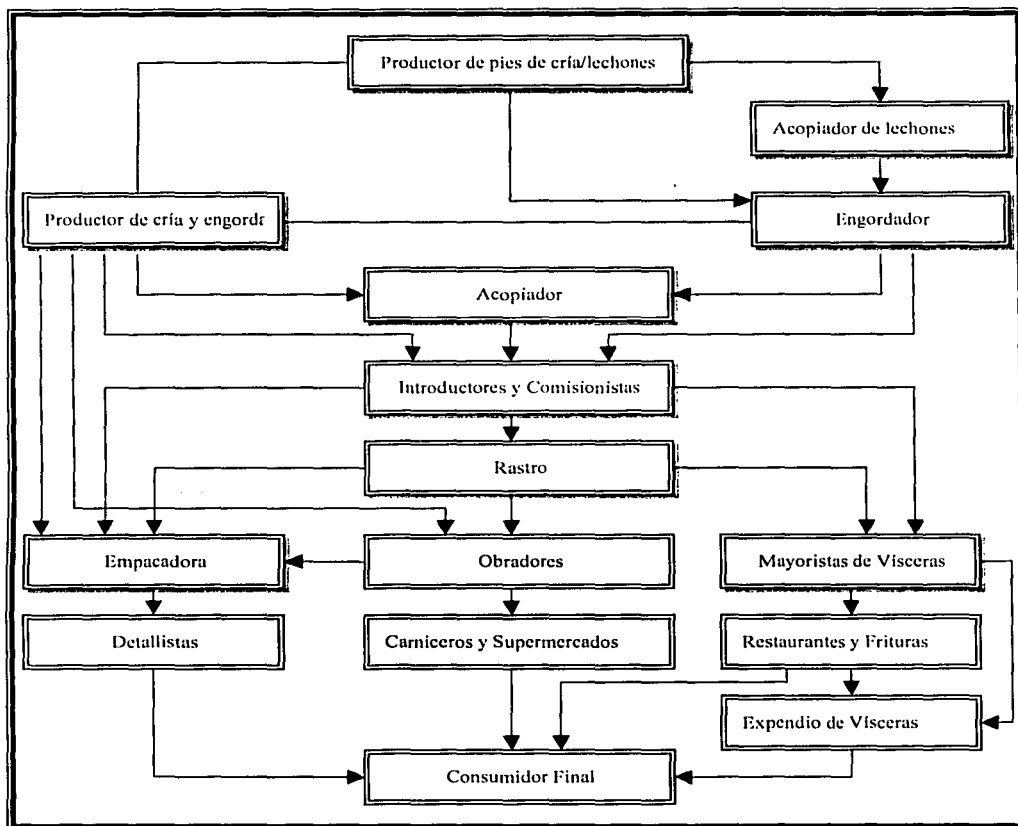 Productor de pies de cría/lechones
Acopiador de lechones
Productor de cría y engorda
Engordador
Acopiador
Introductores y Comisionistas
Rastro
Empacadora
Obradores
Mayoristas de Vísceras
Detallistas
Carniceros y Supermercados
Restaurantes y Frituras
Expendio de Vísceras
Consumidor Final